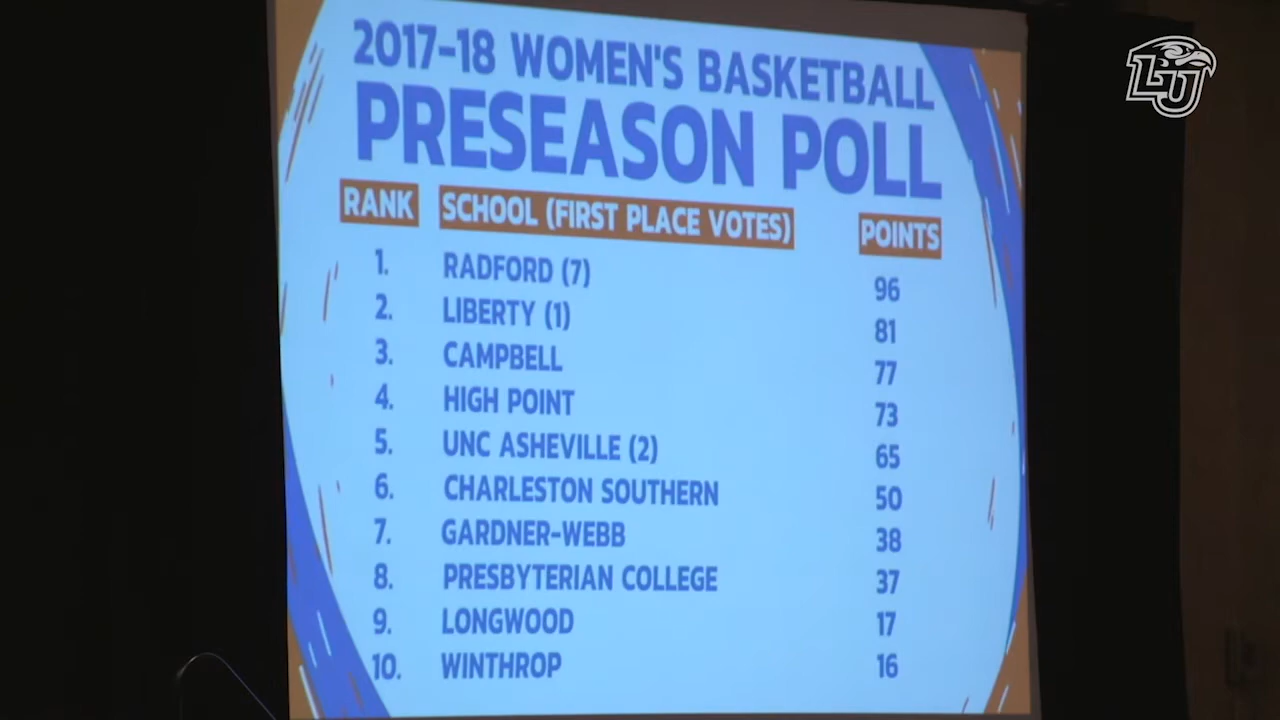 2017-18 WOMEN'S BASKETBALL
PRESEASON POLL
RANK SCHOOL (FIRST PLACE VOTES) POINTS
1. RADFORD (7) 96
2. LIBERTY (1) 81
3. CAMPBELL 77
4. HIGH POINT 73
5. UNC ASHEVILLE (2) 65
6. CHARLESTON SOUTHERN 50
7. GARDNER-WEBB 38
8. PRESBYTERIAN COLLEGE 37
9. LONGWOOD 17
10. WINTHROP 16
LU